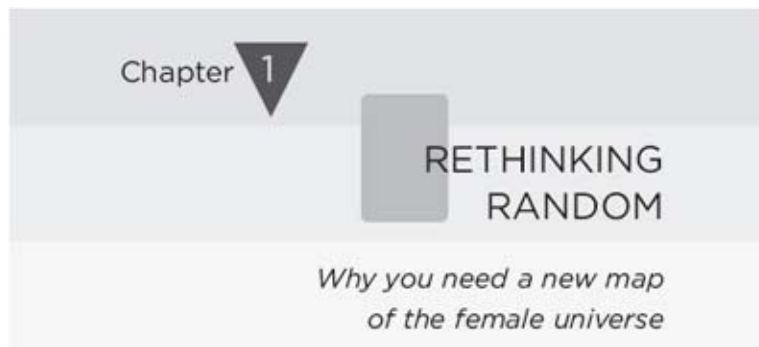 Chapter 1
RETHINKING
RANDOM
Why you need a new map
of the female universe